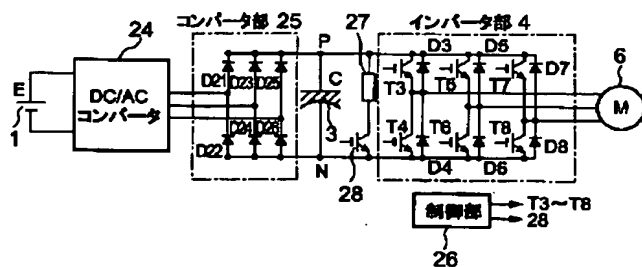 コンバータ部 25
インバータ部 4
24
27
P
D3
D5
6
E
DC/AC
コンバータ
D21
D23
D25
C
T3
T5
T7
D7
M
1
3
D24
D26
T4
T6
T8
D8
D22
N
28
D4
D6
制御部
T3～T8
28
26